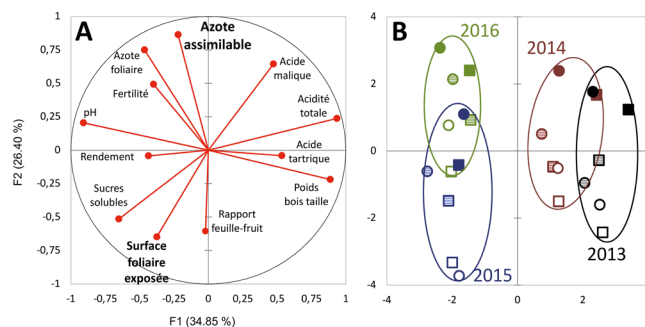 A
1
0,75
0,5
0,25
0
-0,25
-0,5
-0,75
-1
F2 (26.40 %)
Azote
assimilable
Azote
foliaire
Fertilité
pH
Acide
malique
Acidité
totale
Rendement
Acide
tartrique
Sucres
solubles
Poids
bois taille
Surface
foliaire
exposée
Rapport
feuille-fruit
-1
-0,75
-0,5
-0,25
0
0,25
0,5
0,75
1
F1 (34.85 %)
B
4
2
0
-2
-4
2016
2014
2015
2013
-4
-2
0
2